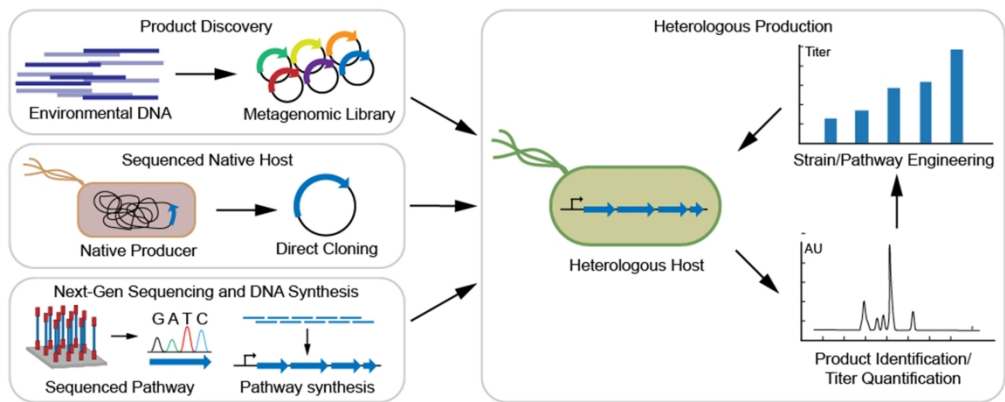 Product Discovery
Environmental DNA
Metagenomic Library
Sequenced Native Host
Native Producer
Direct Cloning
Next-Gen Sequencing and DNA Synthesis
G A T C
Sequenced Pathway
Pathway synthesis
Heterologous Production
Titer
Strain/Pathway Engineering
Heterologous Host
AU
Product Identification/
Titer Quantification